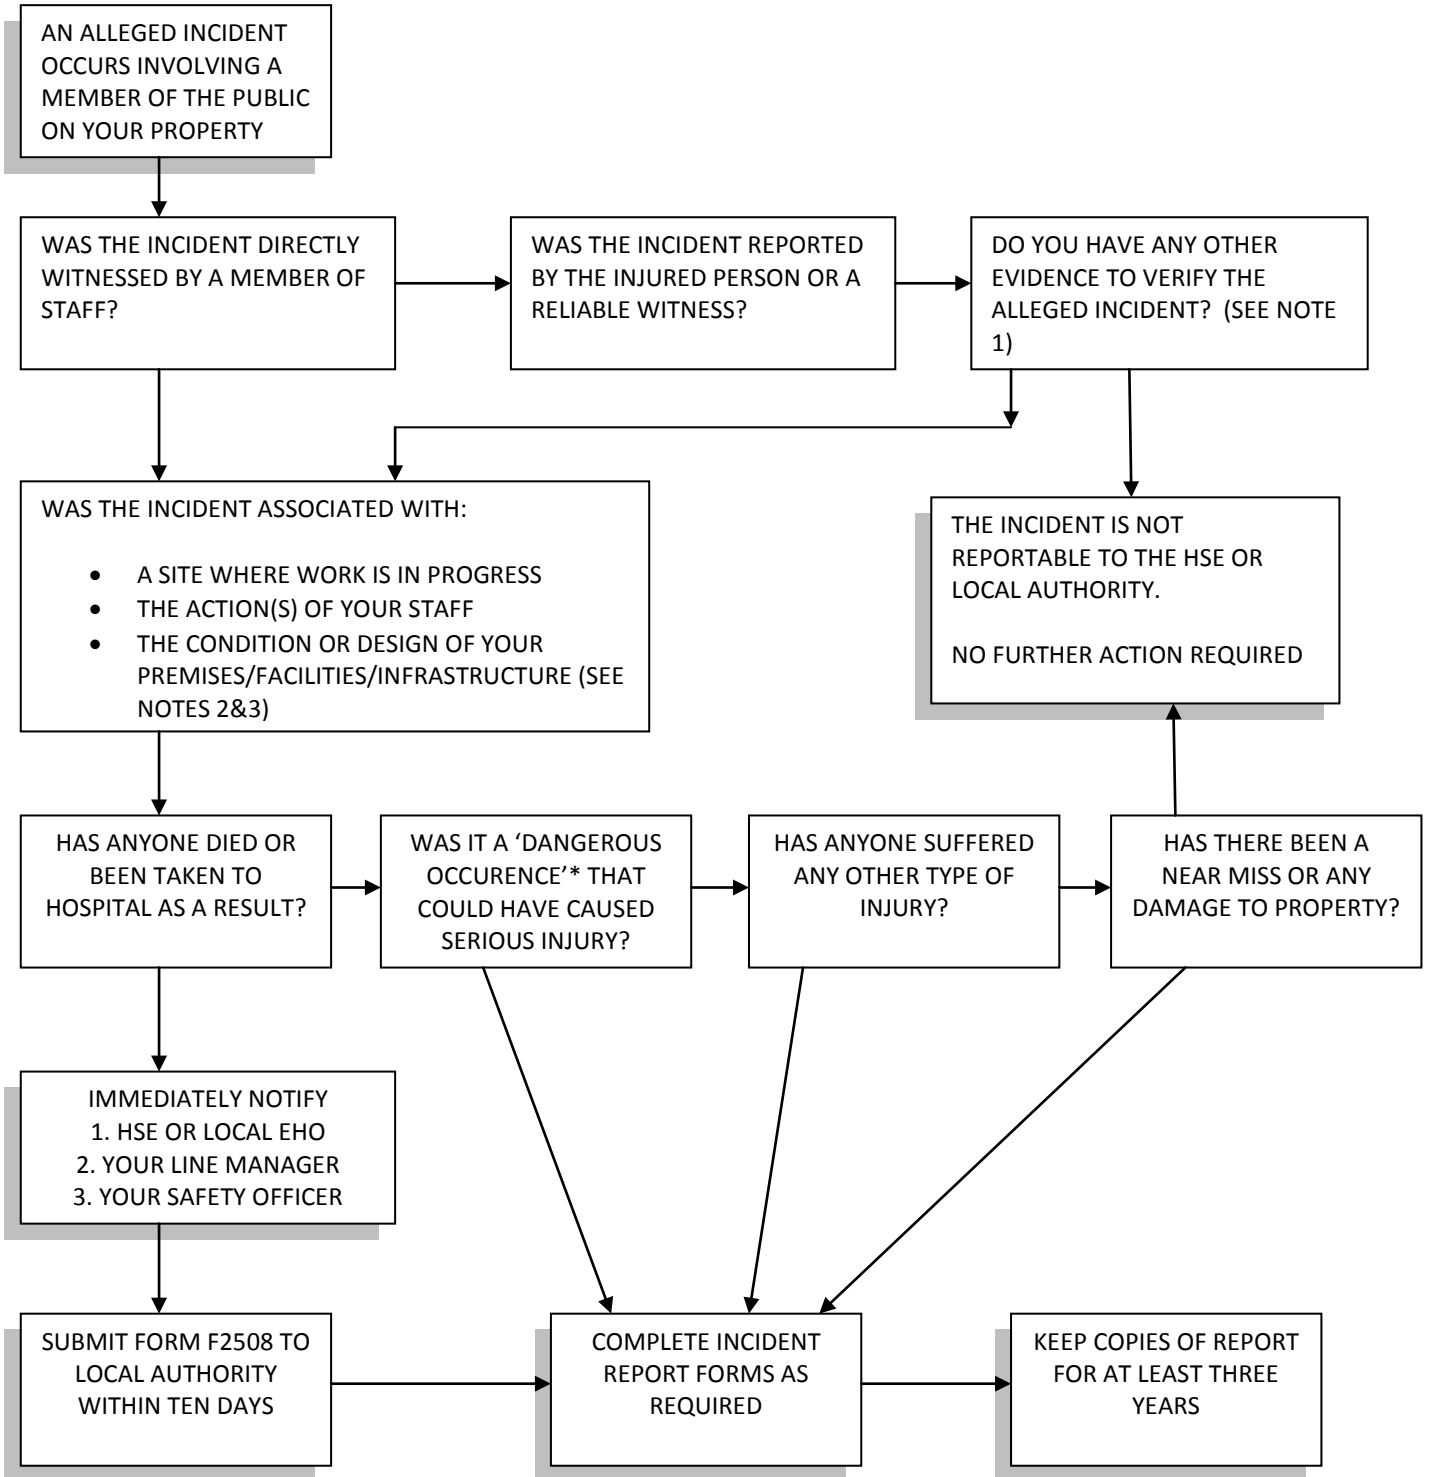 AN ALLEGED INCIDENT
OCCURS INVOLVING A
MEMBER OF THE PUBLIC
ON YOUR PROPERTY
WAS THE INCIDENT DIRECTLY
WITNESSED BY A MEMBER OF
STAFF?
WAS THE INCIDENT REPORTED
BY THE INJURED PERSON OR A
RELIABLE WITNESS?
DO YOU HAVE ANY OTHER
EVIDENCE TO VERIFY THE
ALLEGED INCIDENT? (SEE NOTE
1)
WAS THE INCIDENT ASSOCIATED WITH:
• A SITE WHERE WORK IS IN PROGRESS
• THE ACTION(S) OF YOUR STAFF
• THE CONDITION OR DESIGN OF YOUR
PREMISES/FACILITIES/INFRASTRUCTURE (SEE
NOTES 2&3)
THE INCIDENT IS NOT
REPORTABLE TO THE HSE OR
LOCAL AUTHORITY.
NO FURTHER ACTION REQUIRED
HAS ANYONE DIED OR
BEEN TAKEN TO
HOSPITAL AS A RESULT?
WAS IT A ‘DANGEROUS
OCCURENCE’* THAT
COULD HAVE CAUSED
SERIOUS INJURY?
HAS ANYONE SUFFERED
ANY OTHER TYPE OF
INJURY?
HAS THERE BEEN A
NEAR MISS OR ANY
DAMAGE TO PROPERTY?
IMMEDIATELY NOTIFY
1. HSE OR LOCAL EHO
2. YOUR LINE MANAGER
3. YOUR SAFETY OFFICER
SUBMIT FORM F2508 TO
LOCAL AUTHORITY
WITHIN TEN DAYS
COMPLETE INCIDENT
REPORT FORMS AS
REQUIRED
KEEP COPIES OF REPORT
FOR AT LEAST THREE
YEARS